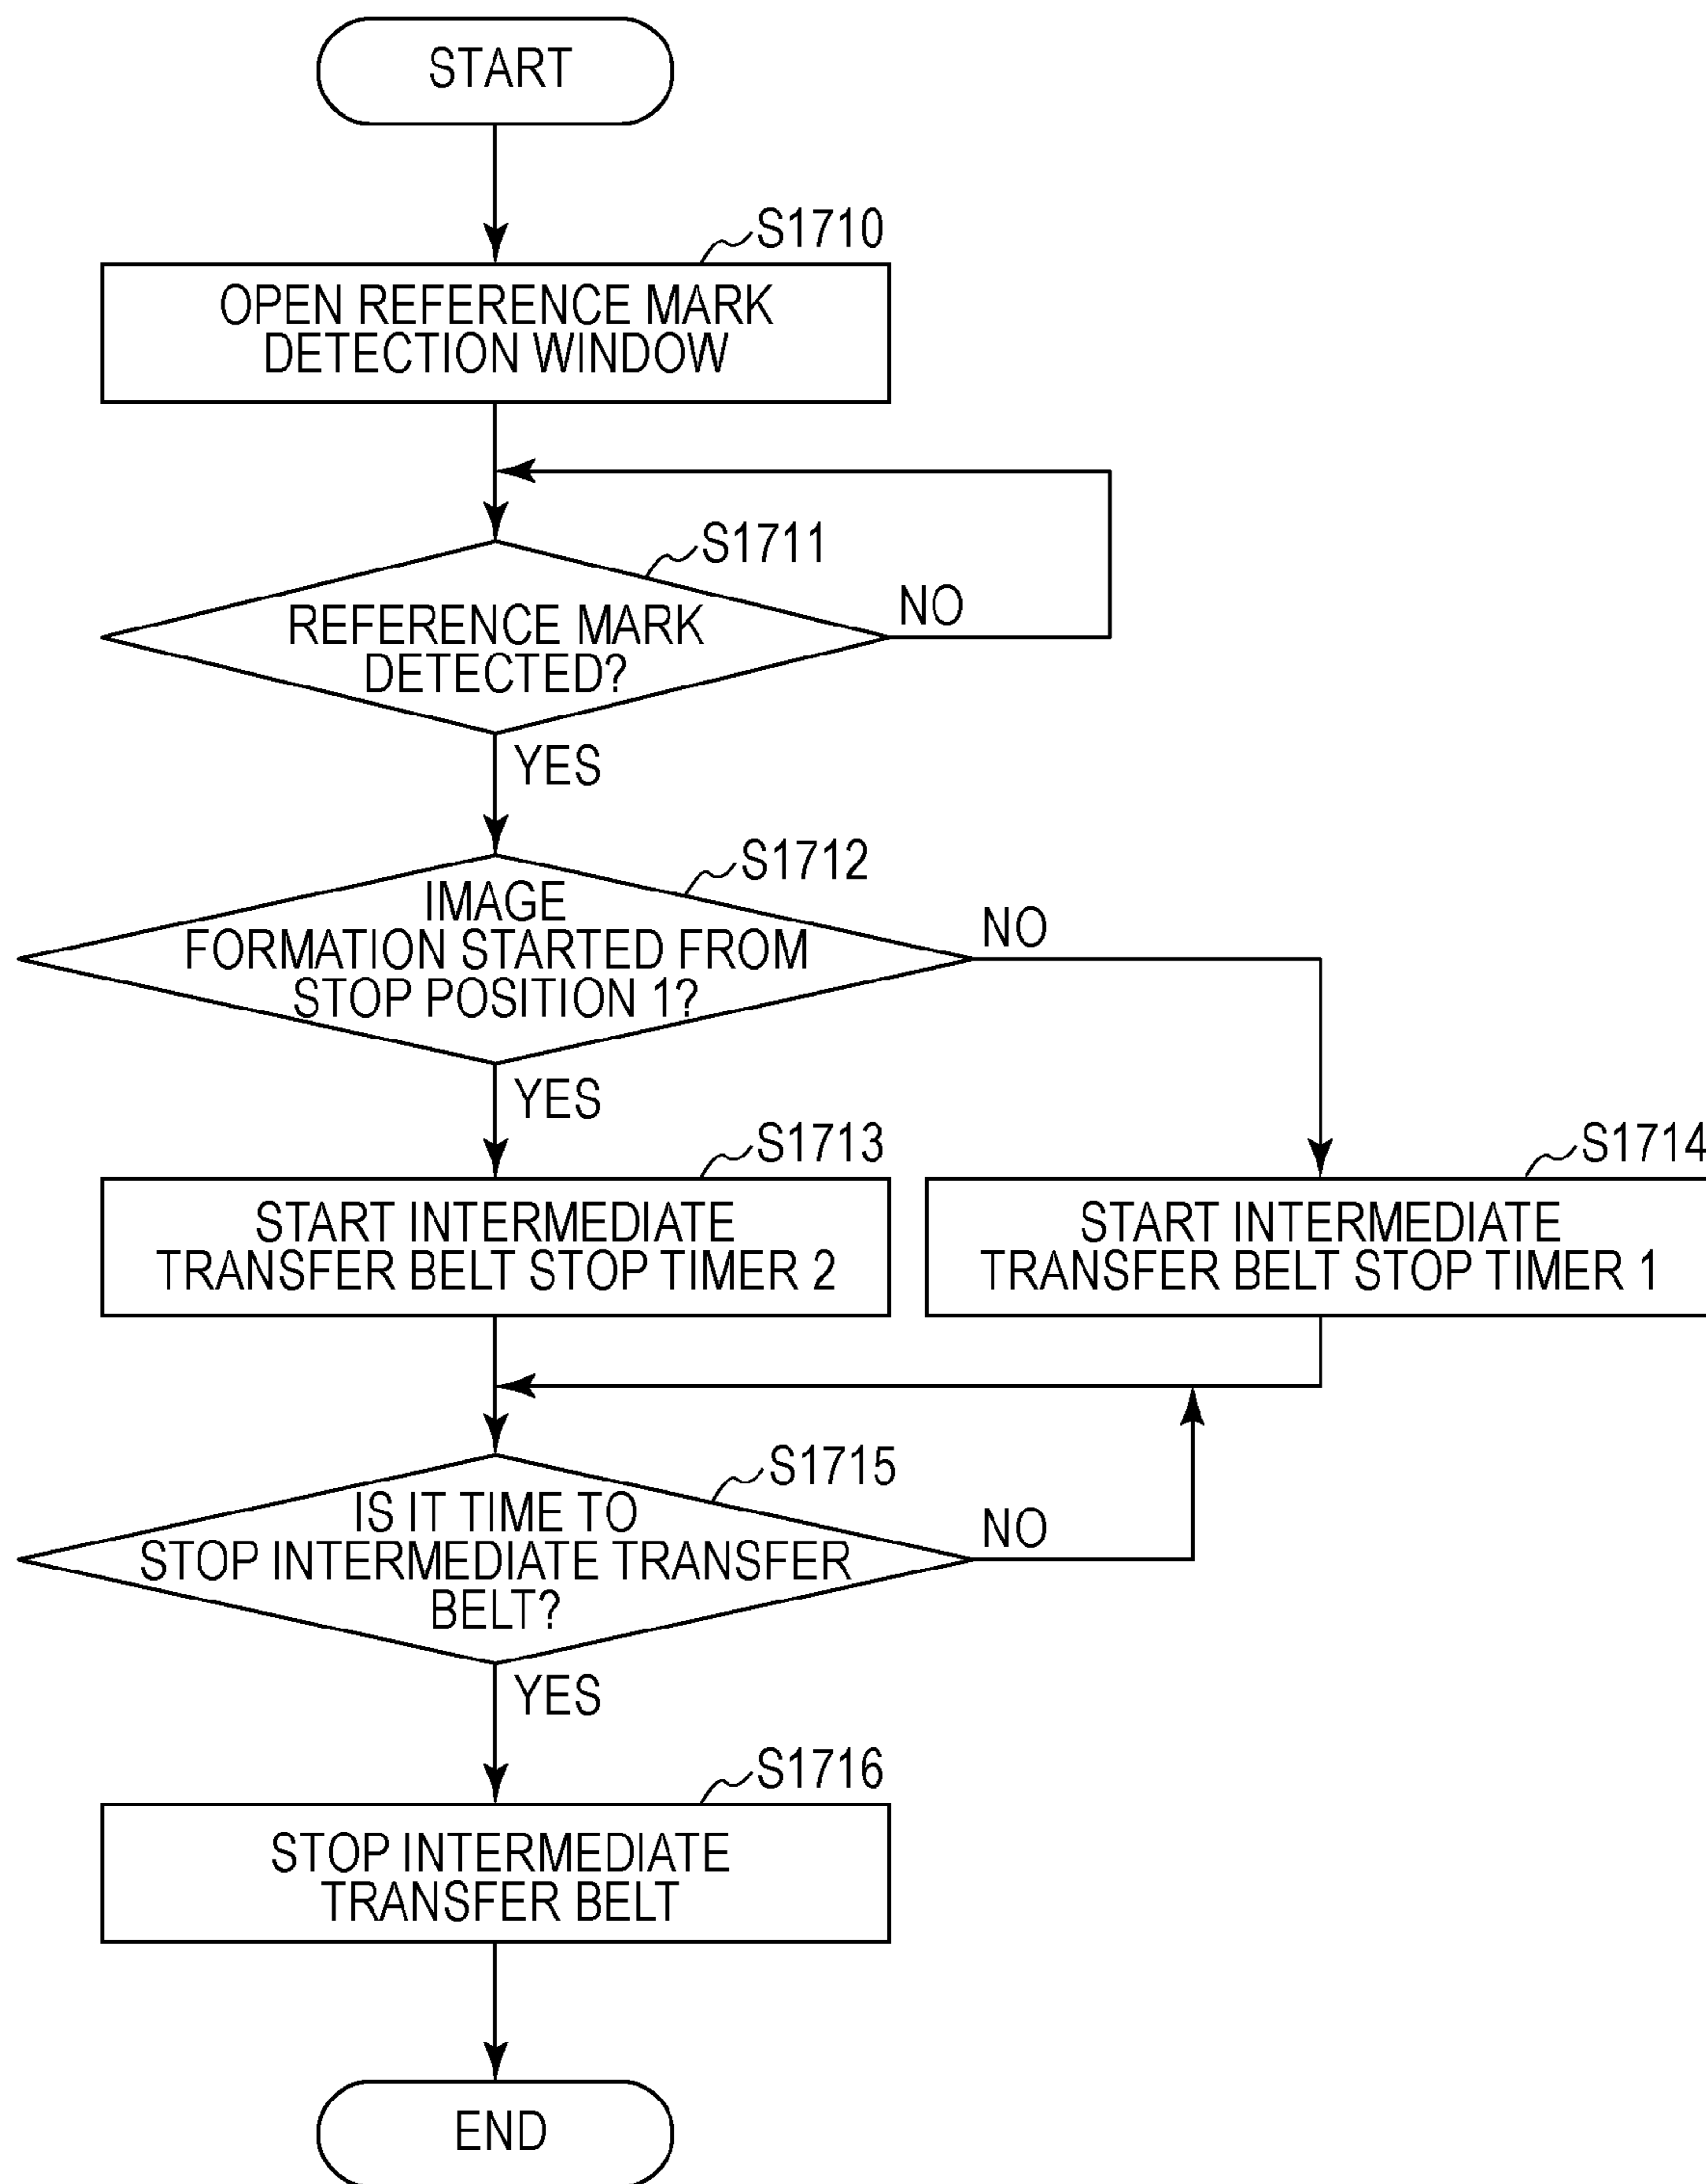 START
S1710
OPEN REFERENCE MARK
DETECTION WINDOW
S1711
REFERENCE MARK
DETECTED?
NO
YES
S1712
IMAGE
FORMATION STARTED FROM
STOP POSITION 1?
NO
YES
S1713
START INTERMEDIATE
TRANSFER BELT STOP TIMER 2
S1714
START INTERMEDIATE
TRANSFER BELT STOP TIMER 1
S1715
IS IT TIME TO
STOP INTERMEDIATE TRANSFER
BELT?
NO
YES
S1716
STOP INTERMEDIATE
TRANSFER BELT
END